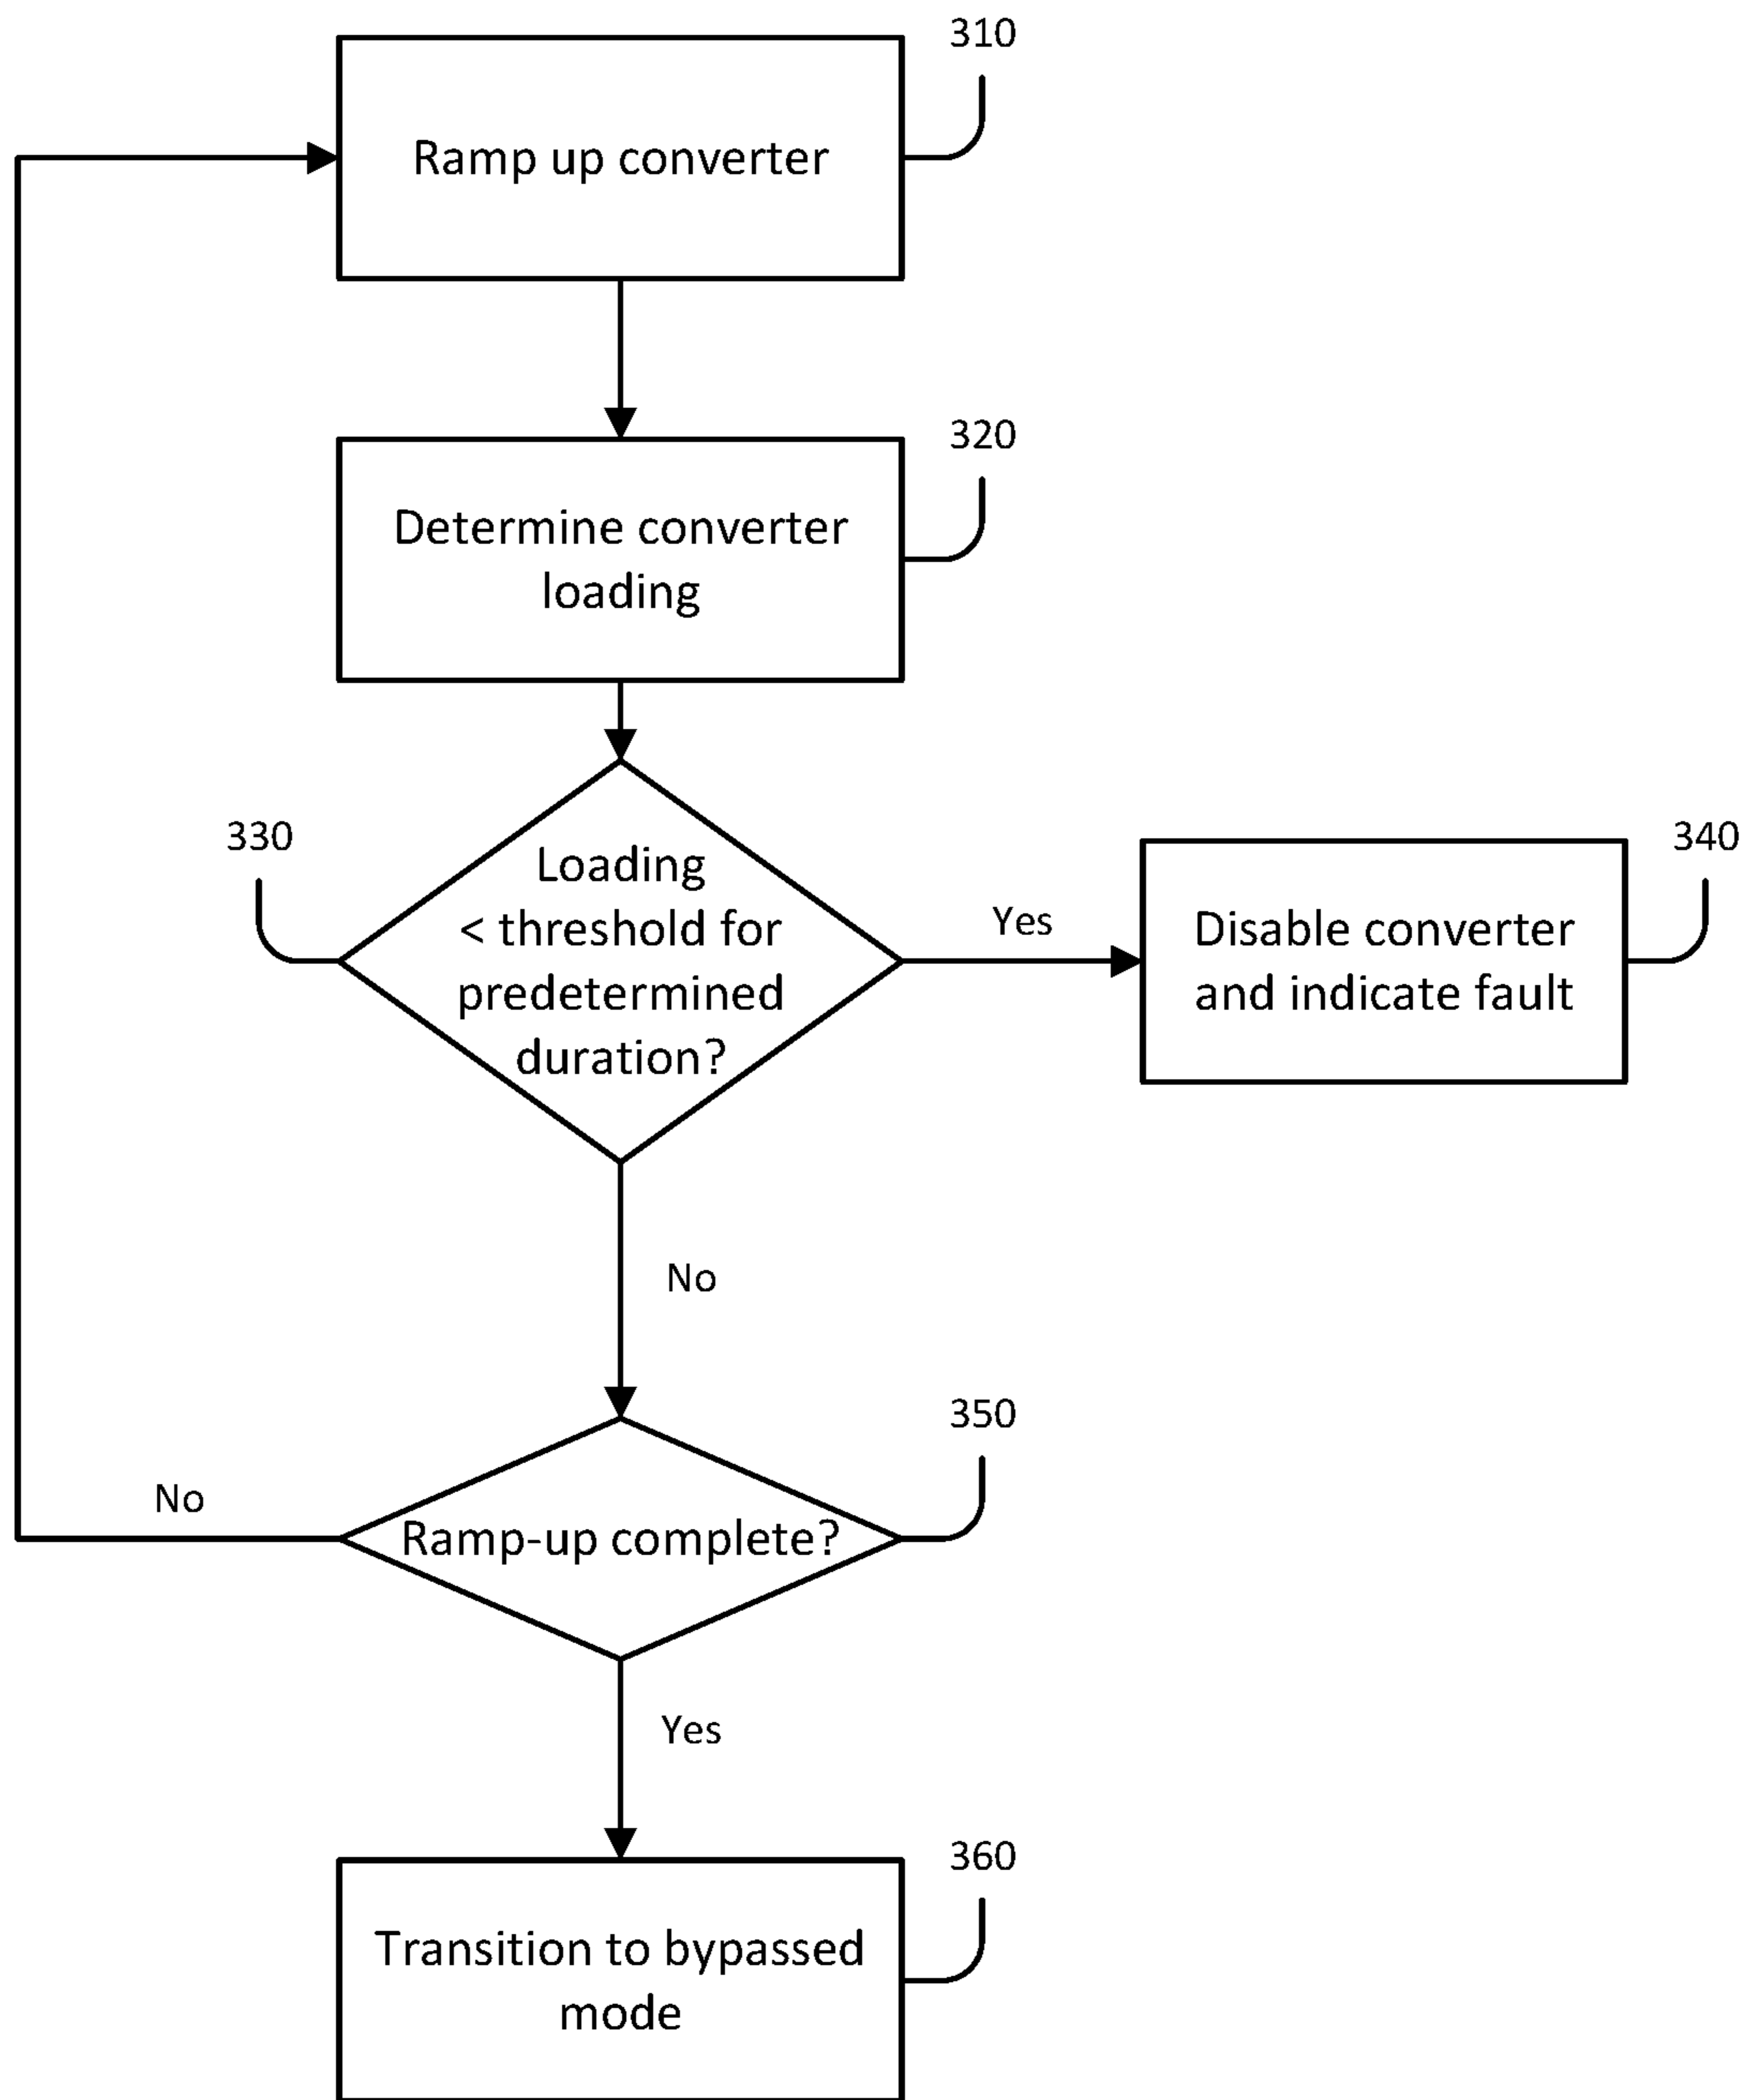 310
Ramp up converter
320
Determine converter
loading
330
Loading
< threshold for
predetermined
duration?
Yes
340
Disable converter
and indicate fault
No
350
No
Ramp-up complete?
Yes
360
Transition to bypassed
mode